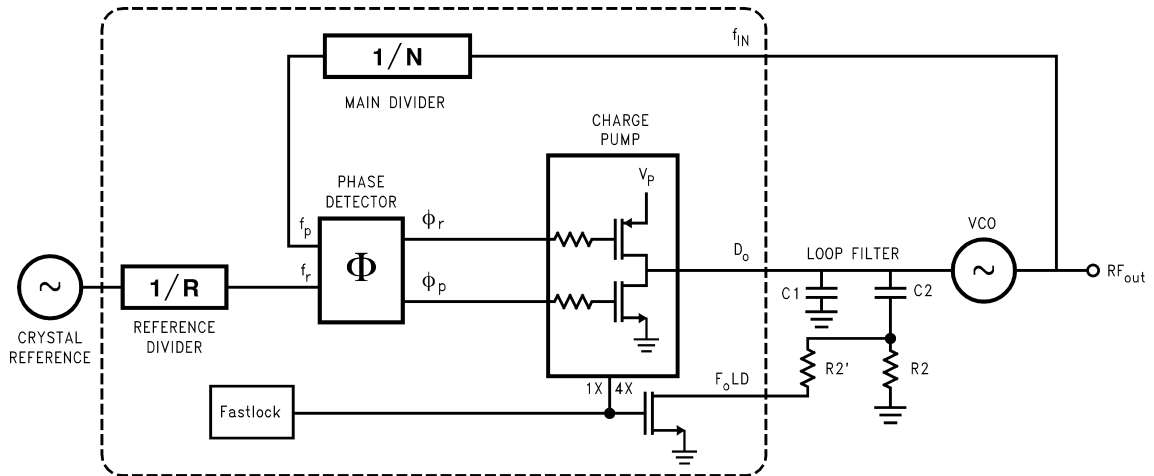 1/N
f_IN
MAIN DIVIDER
CHARGE
PUMP
V_P
PHASE
DETECTOR
f_p
f_r
Φ
ϕ_r
ϕ_p
D_o
LOOP FILTER
VCO
~
RF_out
C1
C2
~
1/R
CRYSTAL
REFERENCE
REFERENCE
DIVIDER
R2'
R2
1X
4X
F_oLD
Fastlock